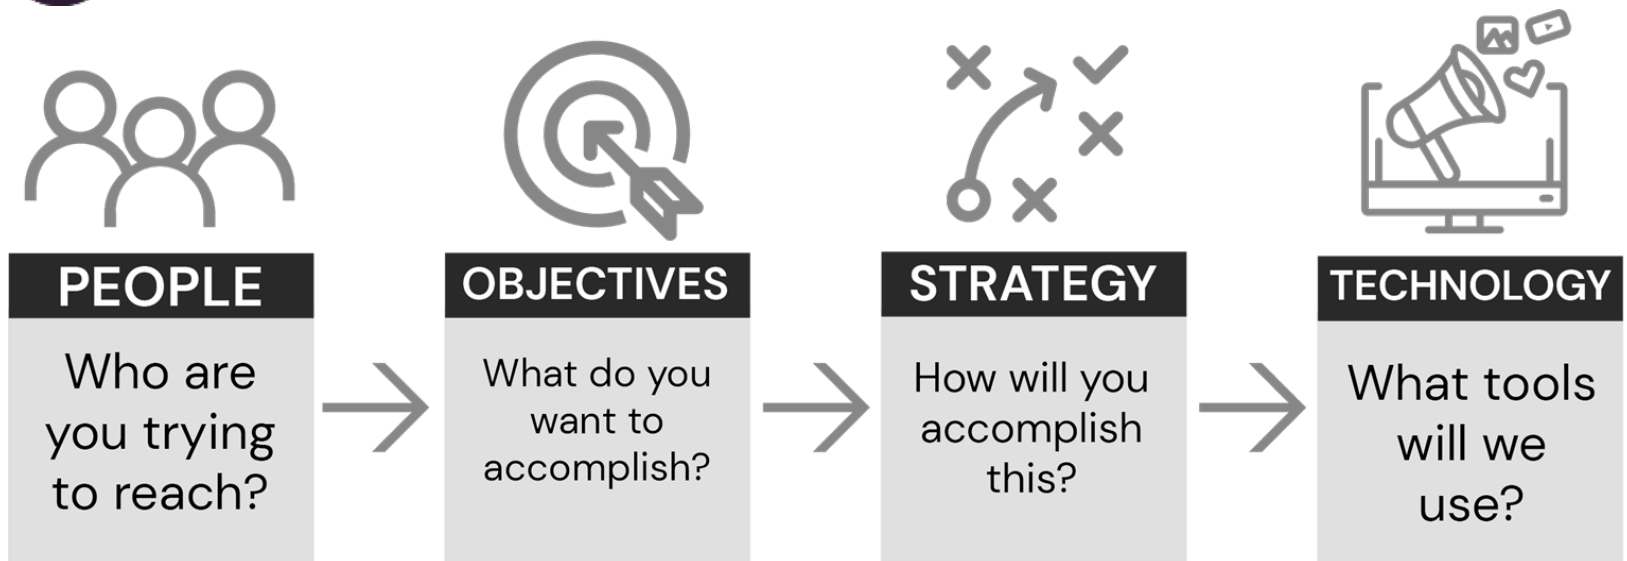 PEOPLE
Who are
you trying
to reach?
OBJECTIVES
What do you
want to
accomplish?
STRATEGY
How will you
accomplish
this?
TECHNOLOGY
What tools
will we
use?